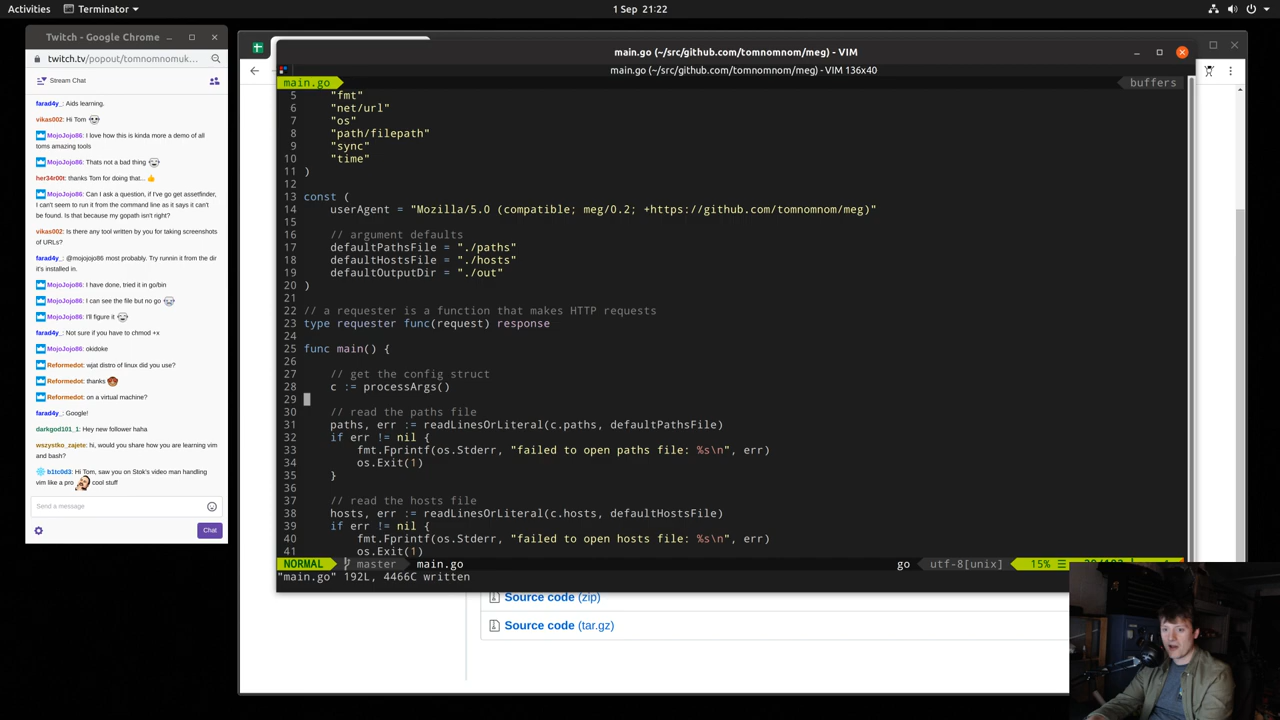 Activities
Terminator
1 Sep 21:22
Twitch - Google Chrome
twitch.tv/popout/tomnomnomuk...
Stream Chat
farad4y_: Aids learning.
vikas002: Hi Tom
MojoJojo86: I love how this is kinda more a demo of all
toms amazing tools
MojoJojo86: Thats not a bad thing
her34r00t: thanks Tom for doing that...
MojoJojo86: Can I ask a question, if I've go get assetfinder,
I can't seem to run it from the command line as it says it can't
be found. Is that because my gopath isn't right?
vikas002: Is there any tool written by you for taking screenshots
of URLs?
farad4y_: @mojojojo86 most probably. Try runnin it from the dir
it's installed in.
MojoJojo86: I have done, tried it in go/bin
MojoJojo86: I can see the file but no go
MojoJojo86: I'll figure it
farad4y_: Not sure if you have to chmod +x
MojoJojo86: okidoke
Reformedot: wjat distro of linux did you use?
Reformedot: thanks
Reformedot: on a virtual machine?
farad4y_: Google!
darkgod101_1: Hey new follower haha
wszystko_zajete: hi, would you share how you are learning vim
and bash?
b1tc0d3: Hi Tom, saw you on Stok's video man handling
vim like a pro cool stuff
Send a message
Chat
main.go (~/src/github.com/tomnomnom/meg) - VIM
main.go (~/src/github.com/tomnomnom/meg) - VIM 136x40
main.go
buffers
5 "fmt"
6 "net/url"
7 "os"
8 "path/filepath"
9 "sync"
10 "time"
11 )
12
13 const (
14 userAgent = "Mozilla/5.0 (compatible; meg/0.2; +https://github.com/tomnomnom/meg)"
15
16 // argument defaults
17 defaultPathsFile = "./paths"
18 defaultHostsFile = "./hosts"
19 defaultOutputDir = "./out"
20 )
21
22 // a requester is a function that makes HTTP requests
23 type requester func(request) response
24
25 func main() {
26
27 // get the config struct
28 c := processArgs()
29
30 // read the paths file
31 paths, err := readLinesOrLiteral(c.paths, defaultPathsFile)
32 if err != nil {
33 fmt.Fprintf(os.Stderr, "failed to open paths file: %s\n", err)
34 os.Exit(1)
35 }
36
37 // read the hosts file
38 hosts, err := readLinesOrLiteral(c.hosts, defaultHostsFile)
39 if err != nil {
40 fmt.Fprintf(os.Stderr, "failed to open hosts file: %s\n", err)
41 os.Exit(1)
NORMAL master main.go
go utf-8[unix] 15%
"main.go" 192L, 4466C written
Source code (zip)
Source code (tar.gz)